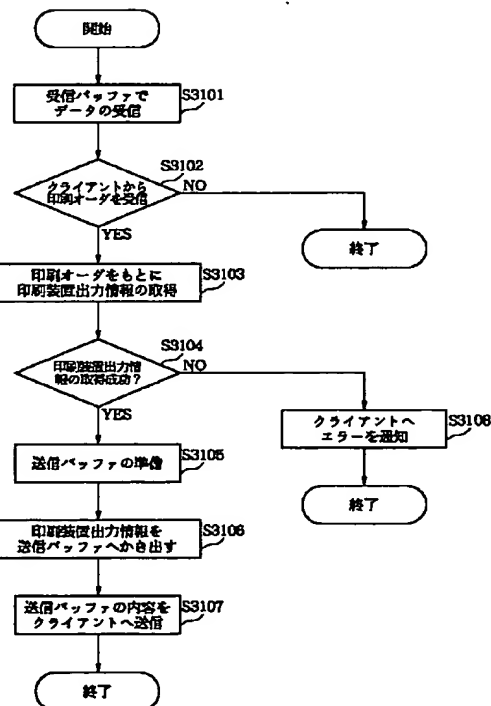 開始
受信バッファで
データの受信
S3101
クライアントから
印刷オーダを受信
S3102
NO
YES
終了
印刷オーダをもとに
印刷装置出力情報の取得
S3103
印刷装置出力情
報の取得成功?
S3104
NO
YES
クライアントへ
エラーを通知
S3108
終了
送信バッファの準備
S3105
印刷装置出力情報を
送信バッファへかき出す
S3106
送信バッファの内容を
クライアントへ送信
S3107
終了